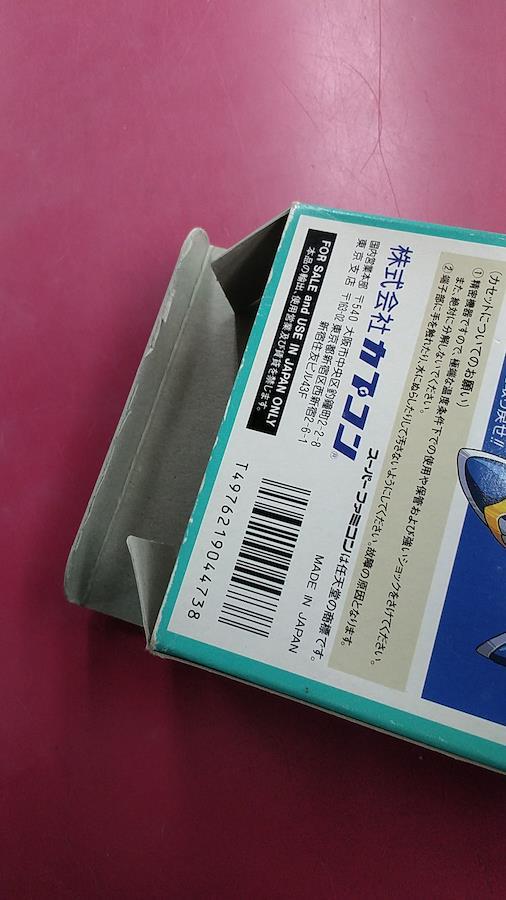 戻せ!!
(カセットについてのお願い)
① 精密機器ですので、極端な温度条件下での使用や保管および強いショックをさけてください。
また、絶対に分解しないでください。
② 端子部に手を触れたり、水にぬらしたりして汚さないようにしてください。故障の原因となります。
株式会社カプコン®
スーパーファミコンは任天堂の商標です。
国内営業本部 〒540 大阪市中央区釣鐘町2-2-8
東京支店 〒163-02 東京都新宿区西新宿2-6-1
新宿住友ビル43F
FOR SALE and USE IN JAPAN ONLY
本品の輸出、使用営業及び賃貸を禁じます。
MADE IN JAPAN
T4976219044738